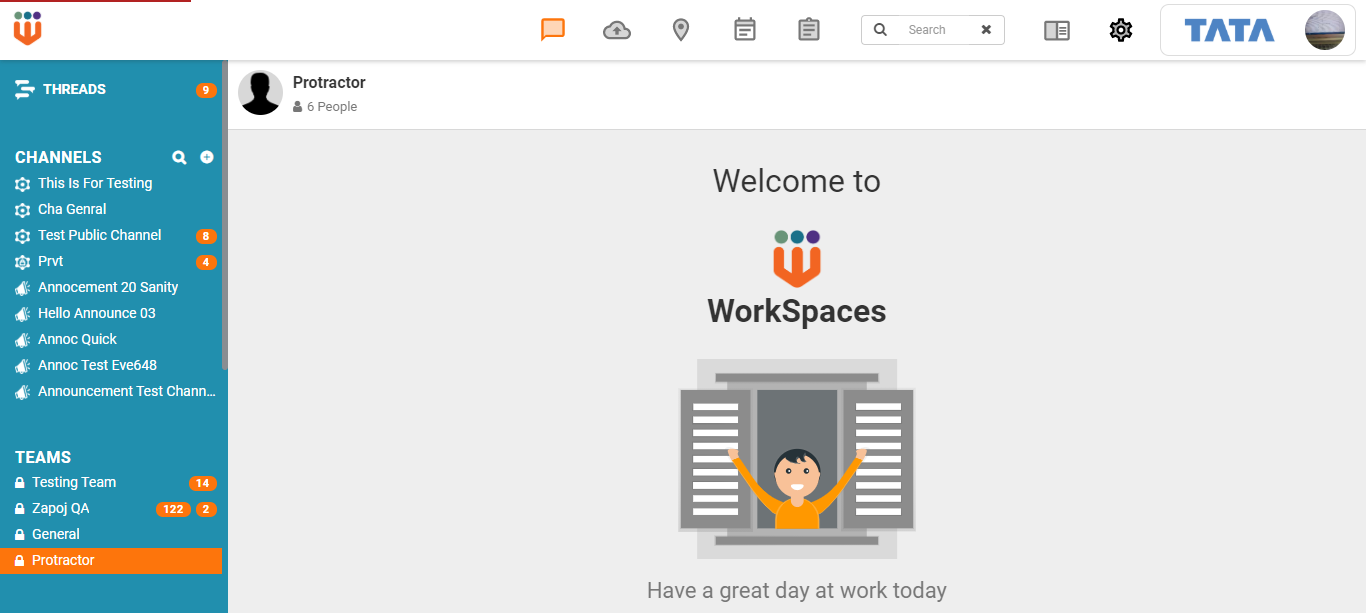 Search
TATA
THREADS 9
CHANNELS
This Is For Testing
Cha Genral
Test Public Channel 8
Prvt 4
Annocement 20 Sanity
Hello Announce 03
Annoc Quick
Annoc Test Eve648
Announcement Test Chann...
TEAMS
Testing Team 14
Zapoj QA 122 2
General
Protractor
Protractor
6 People
Welcome to
WorkSpaces
Have a great day at work today